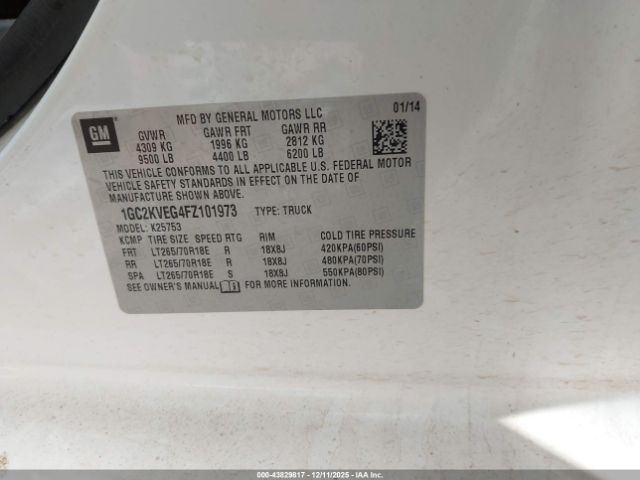 GM
MFD BY GENERAL MOTORS LLC 01/14
GVWR GAWR FRT GAWR RR
4309 KG 1996 KG 2812 KG
9500 LB 4400 LB 6200 LB
THIS VEHICLE CONFORMS TO ALL APPLICABLE U.S. FEDERAL MOTOR
VEHICLE SAFETY STANDARDS IN EFFECT ON THE DATE OF
MANUFACTURE SHOWN ABOVE.
1GC2KVEG4FZ101973 TYPE: TRUCK
MODEL: K25753
KCMP TIRE SIZE SPEED RTG RIM COLD TIRE PRESSURE
FRT LT265/70R18E R 18X8J 420KPA(60PSI)
RR LT265/70R18E R 18X8J 480KPA(70PSI)
SPA LT265/70R18E S 18X8J 550KPA(80PSI)
SEE OWNER'S MANUAL FOR MORE INFORMATION.
000-43829817 - 12/11/2025 - IAAI.COM